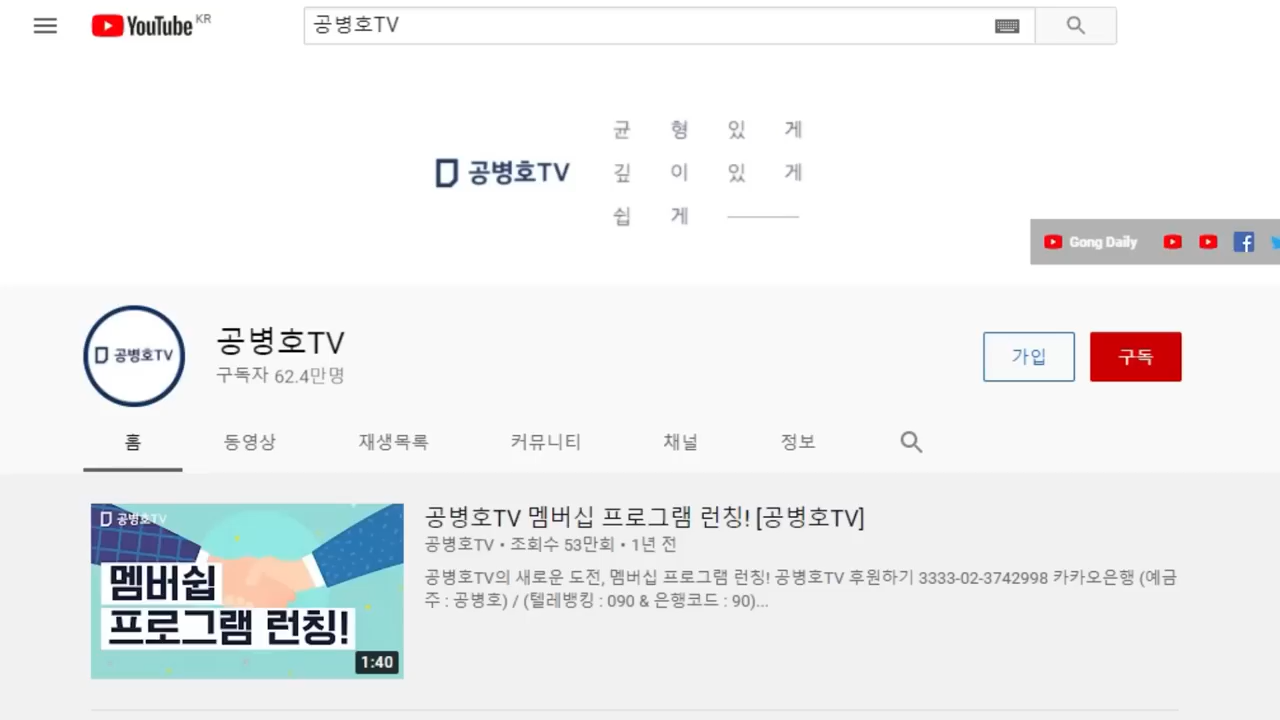 YouTube KR
공병호TV
균 형 있 게
공병호TV
깊 이 있 게
쉽 게
Gong Daily
공병호TV
공병호TV
구독자 62.4만명
가입
구독
홈
동영상
재생목록
커뮤니티
채널
정보
공병호TV
멤버쉽
프로그램 런칭!
1:40
공병호TV 멤버십 프로그램 런칭! [공병호TV]
공병호TV • 조회수 53만회 • 1년 전
공병호TV의 새로운 도전, 멤버십 프로그램 런칭! 공병호TV 후원하기 3333-02-3742998 카카오은행 (예금
주 : 공병호) / (텔레뱅킹 : 090 & 은행코드 : 90)...